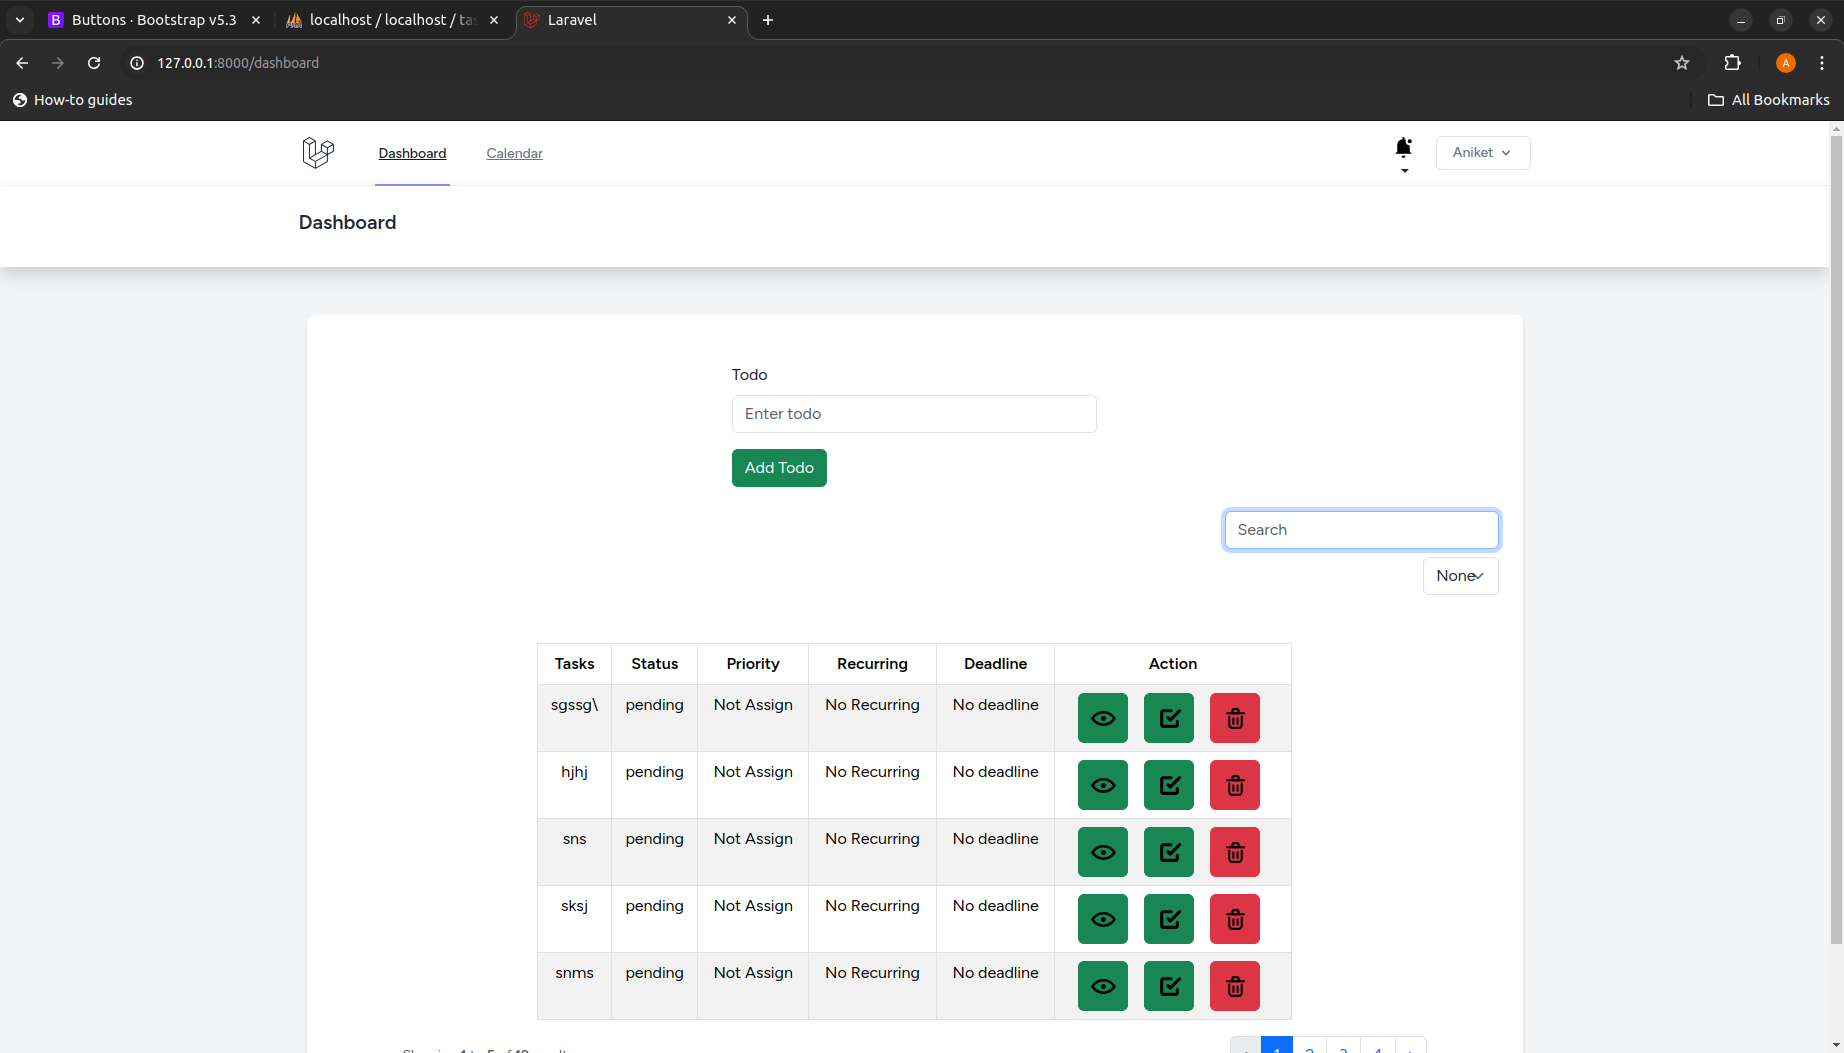 Buttons · Bootstrap v5.3
localhost / localhost / tas
Laravel
127.0.0.1:8000/dashboard
A
How-to guides
All Bookmarks
Dashboard
Calendar
Aniket
Dashboard
Todo
Enter todo
Add Todo
Search
None
Tasks Status Priority Recurring Deadline Action
sgssg\ pending Not Assign No Recurring No deadline
hjhj pending Not Assign No Recurring No deadline
sns pending Not Assign No Recurring No deadline
sksj pending Not Assign No Recurring No deadline
snms pending Not Assign No Recurring No deadline
1 2 3 4